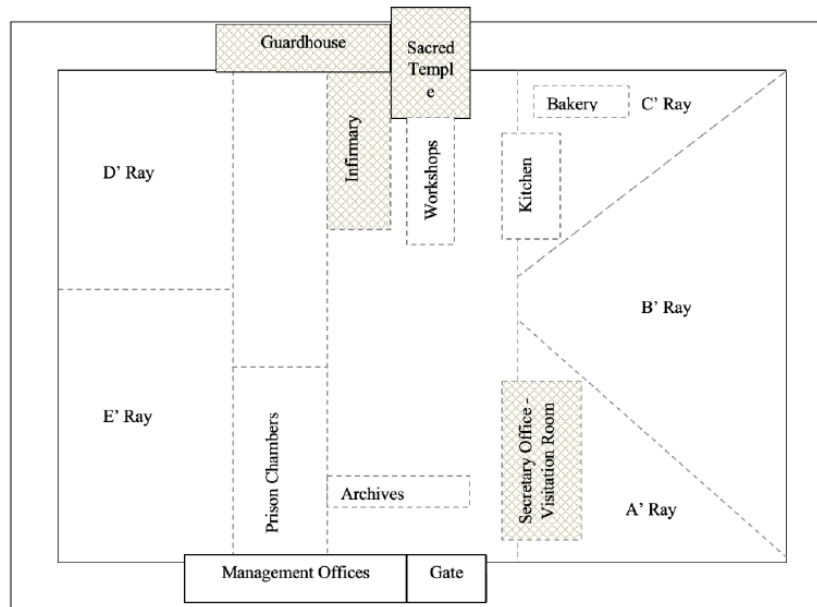 Guardhouse
Sacred
Templ
e
Bakery
C' Ray
D' Ray
Infirmary
Workshops
Kitchen
B' Ray
E' Ray
Prison Chambers
Archives
Secretary Office -
Visitation Room
A' Ray
Management Offices
Gate